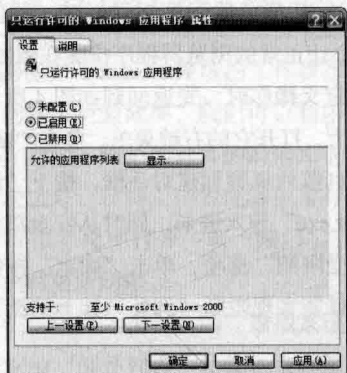 只运行许可的 Windows 应用程序 属性
设置 说明
只运行许可的 Windows 应用程序
未配置(C)
已启用(E)
已禁用(D)
允许的应用程序列表 显示...
支持于: 至少 Microsoft Windows 2000
上一设置(P) 下一设置(N)
确定 取消 应用(A)